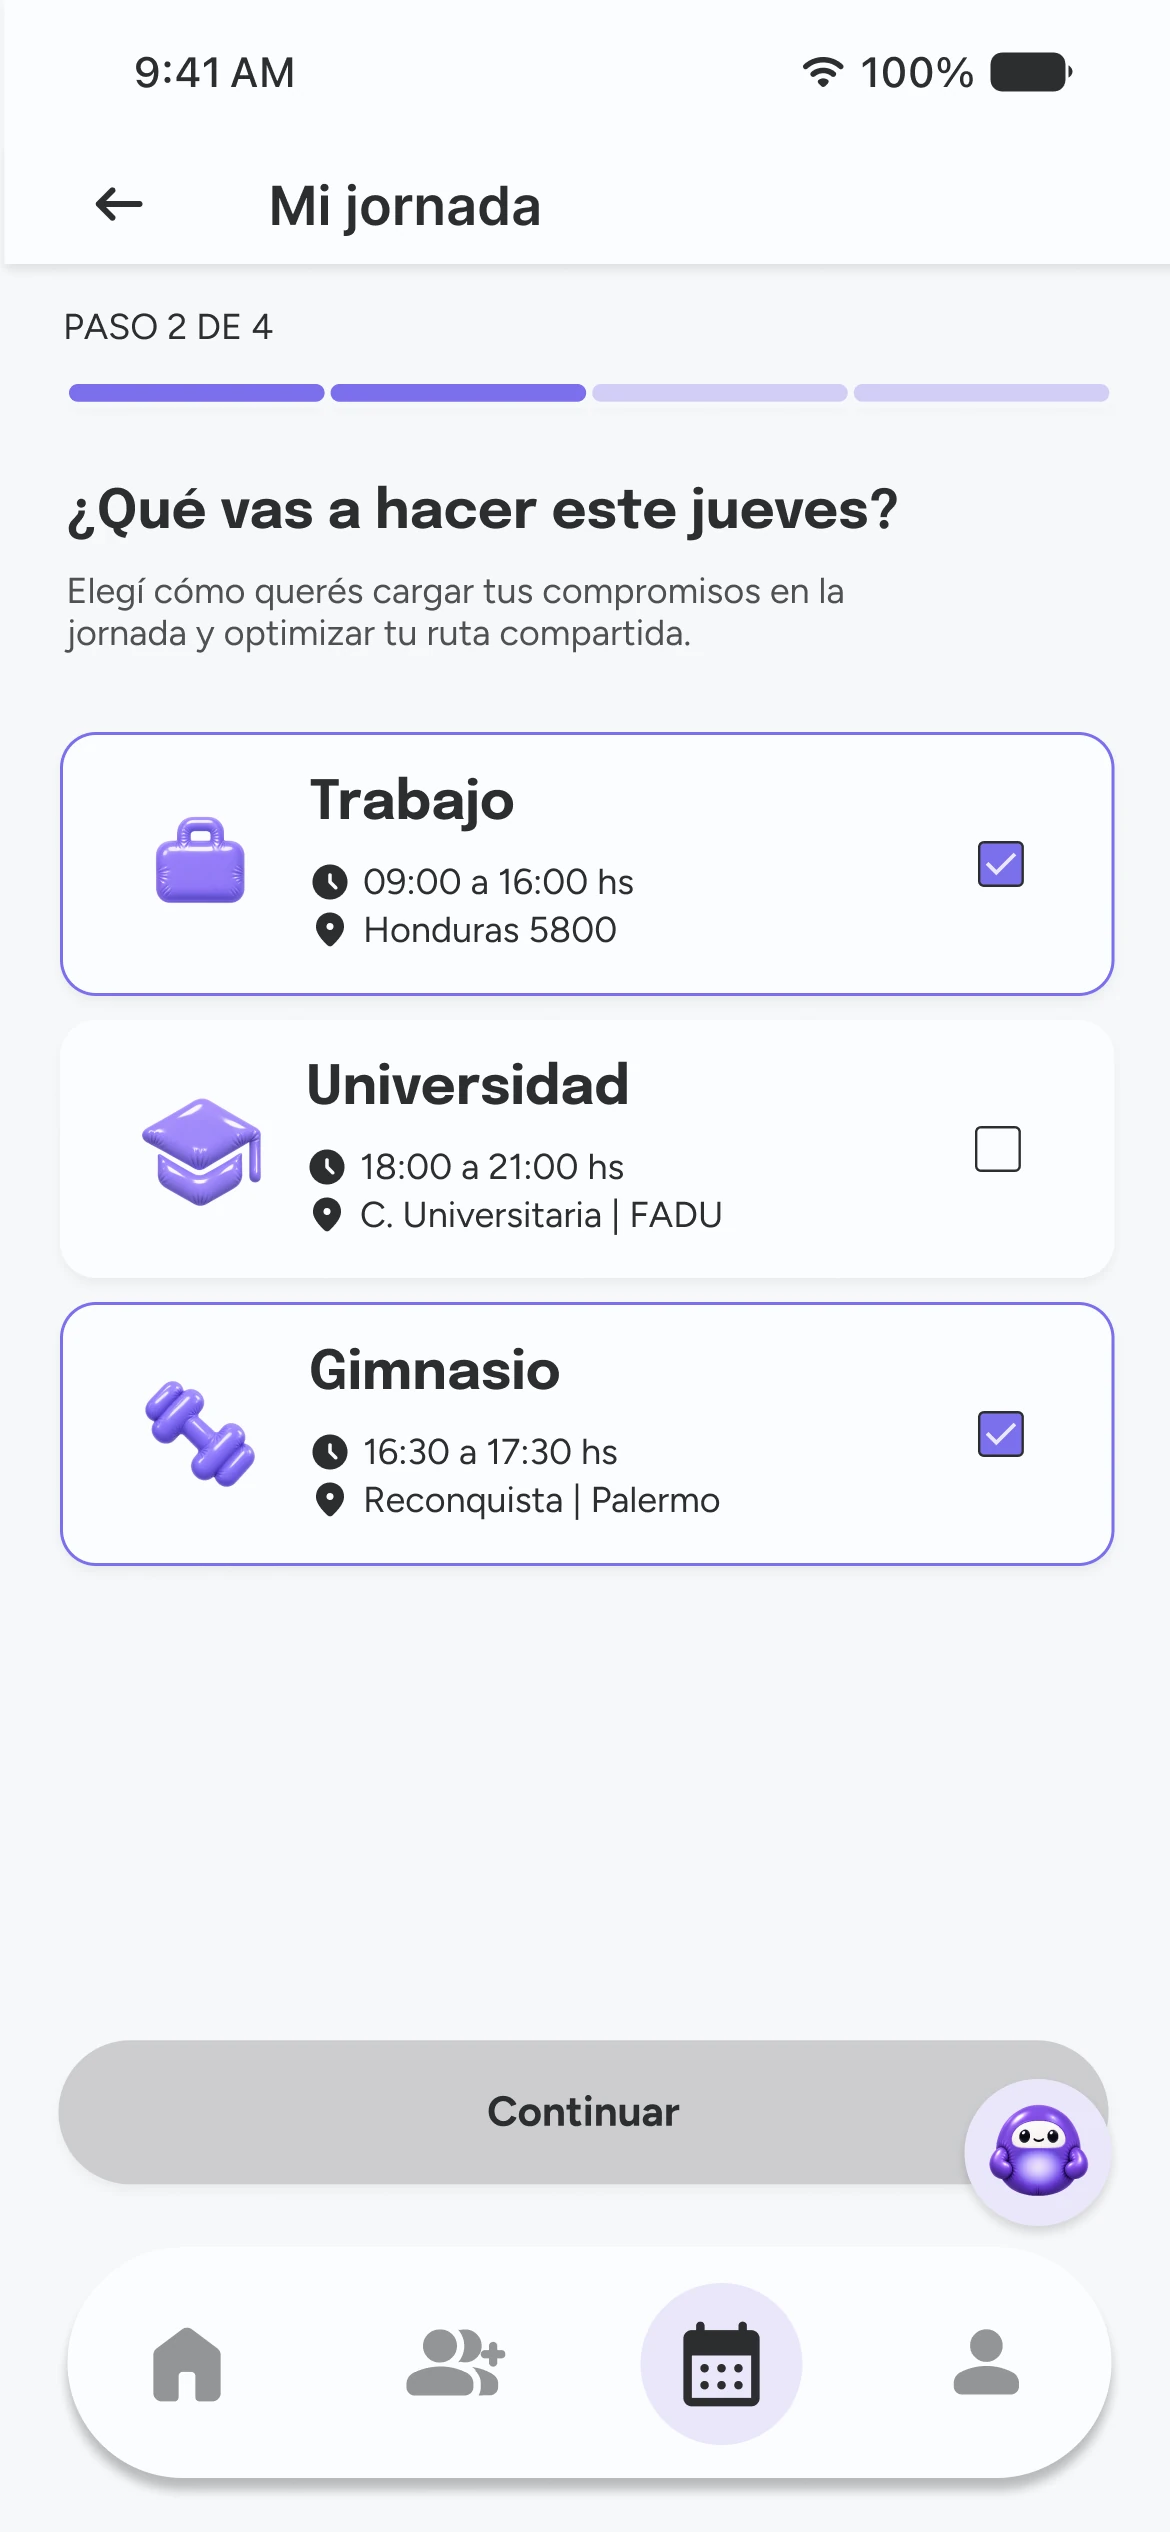 9:41 AM
100%
Mi jornada
PASO 2 DE 4
¿Qué vas a hacer este jueves?
Elegí cómo querés cargar tus compromisos en la
jornada y optimizar tu ruta compartida.
Trabajo
09:00 a 16:00 hs
Honduras 5800
Universidad
18:00 a 21:00 hs
C. Universitaria | FADU
Gimnasio
16:30 a 17:30 hs
Reconquista | Palermo
Continuar